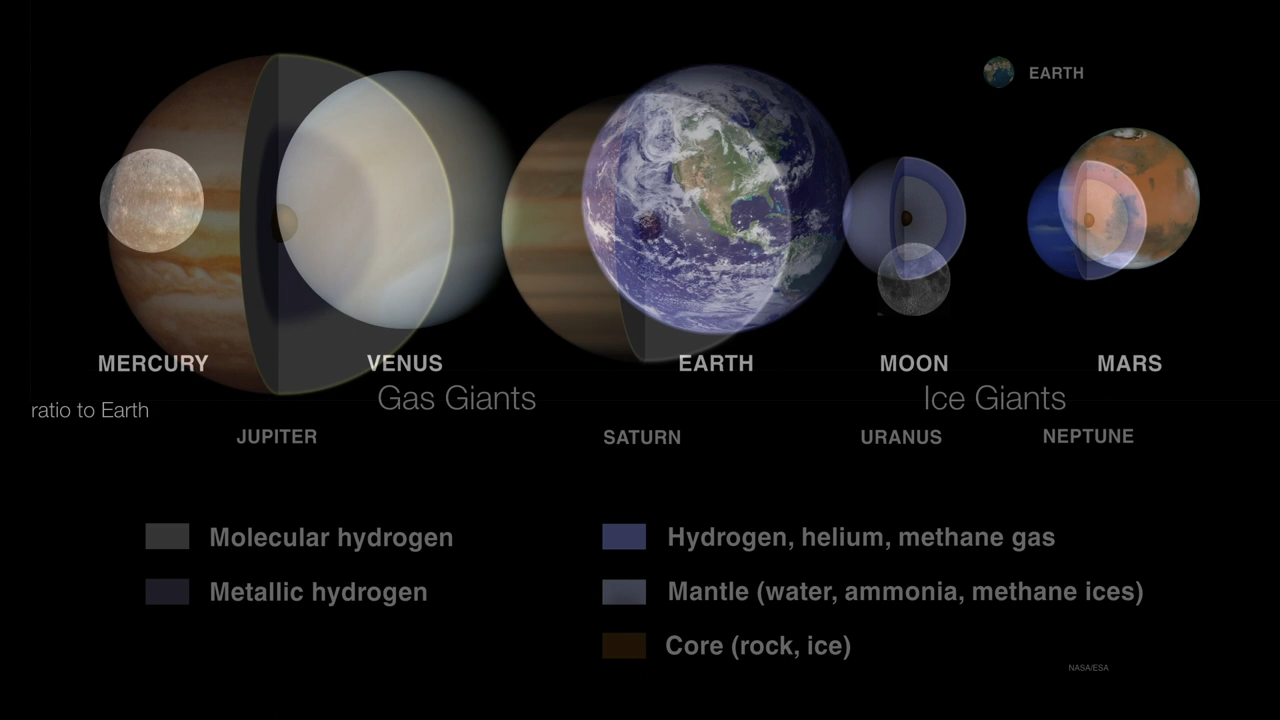 EARTH
MERCURY VENUS EARTH MOON MARS
Gas Giants Ice Giants
ratio to Earth
JUPITER SATURN URANUS NEPTUNE
Molecular hydrogen Hydrogen, helium, methane gas
Metallic hydrogen Mantle (water, ammonia, methane ices)
Core (rock, ice)
NASA/ESA